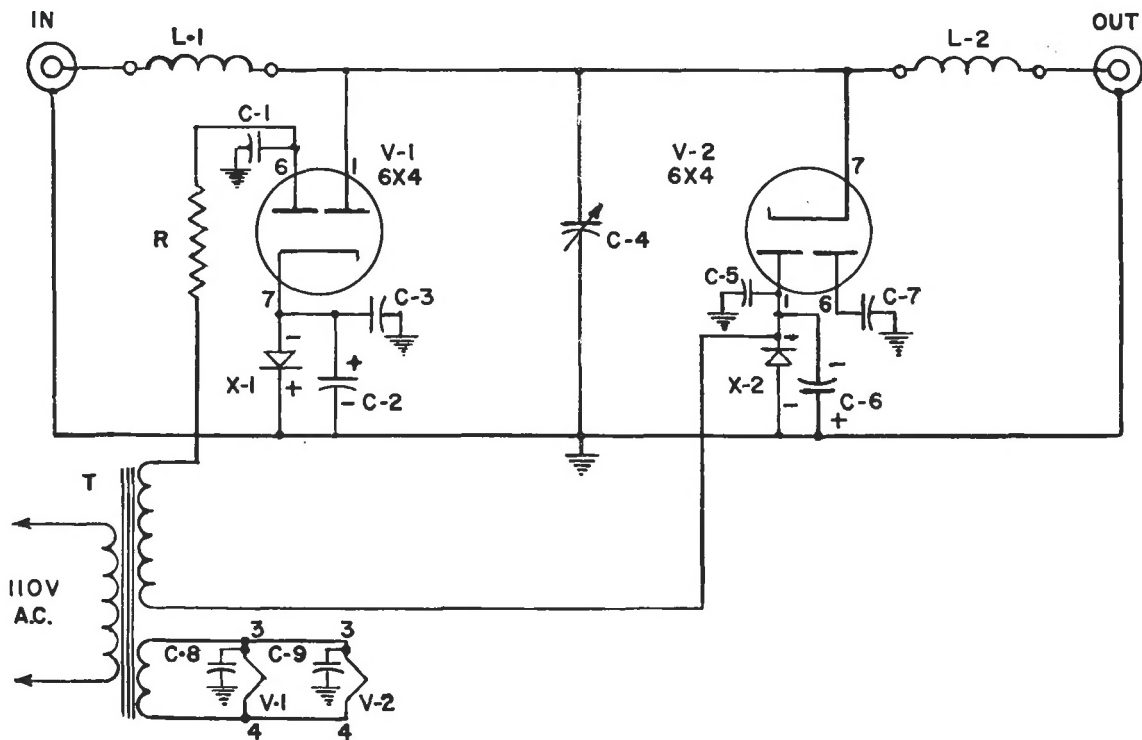 IN
OUT
L·1
L-2
C-1
V-1
6X4
6
1
V-2
6X4
7
R
C-4
7
C-3
C-5
1
6
C-7
-
X-1
+
+
-
C-2
+
X-2
-
-
C-6
+
T
110V
A.C.
3
3
C·8
C-9
V·1
V-2
4
4